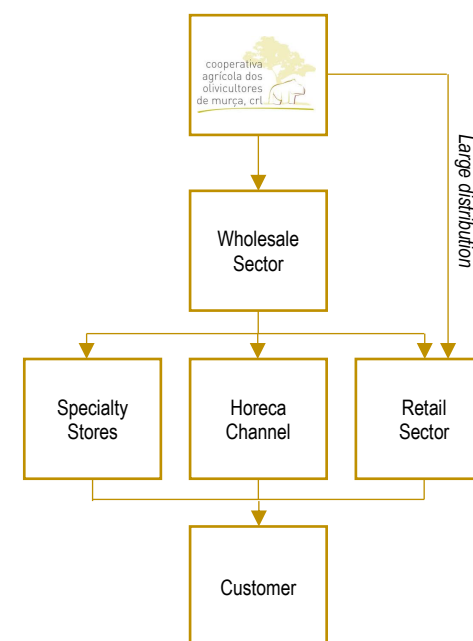 cooperativa
agrícola dos
olivicultores
de murça, crl
Large distribution
Wholesale
Sector
Specialty
Stores
Horeca
Channel
Retail
Sector
Customer